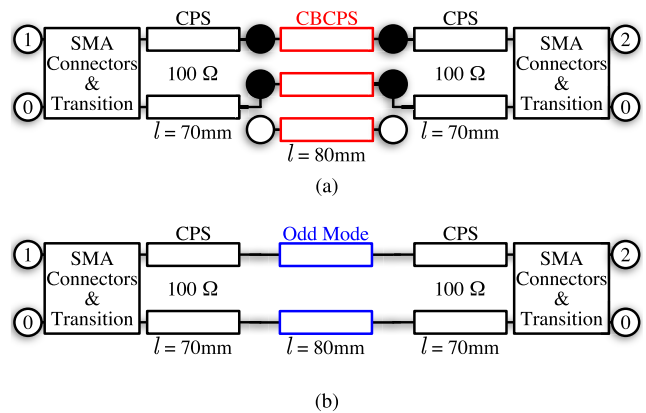 CPS
CBCPS
CPS
1
SMA
Connectors
&
Transition
0
100 Ω
l = 70mm
l = 80mm
100 Ω
l = 70mm
SMA
Connectors
&
Transition
2
0
(a)
CPS
Odd Mode
CPS
1
SMA
Connectors
&
Transition
0
100 Ω
l = 70mm
l = 80mm
100 Ω
l = 70mm
SMA
Connectors
&
Transition
2
0
(b)